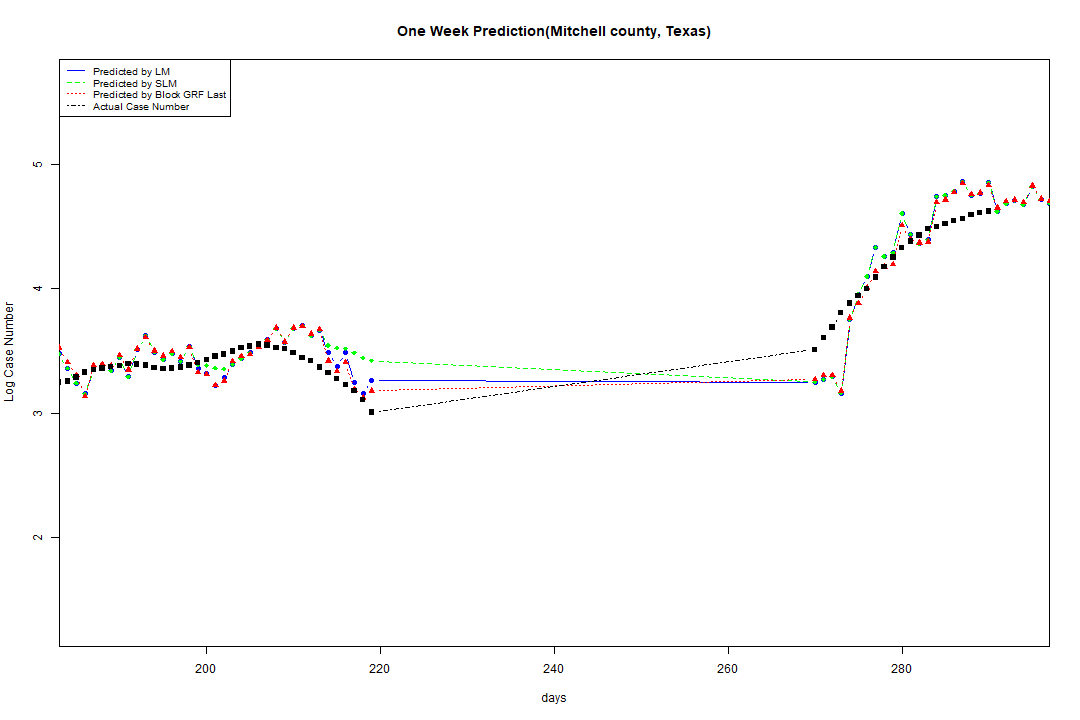 One Week Prediction(Mitchell county, Texas)
Predicted by LM
Predicted by SLM
Predicted by Block GRF Last
Actual Case Number
Log Case Number
5
4
3
2
200
220
240
260
280
days